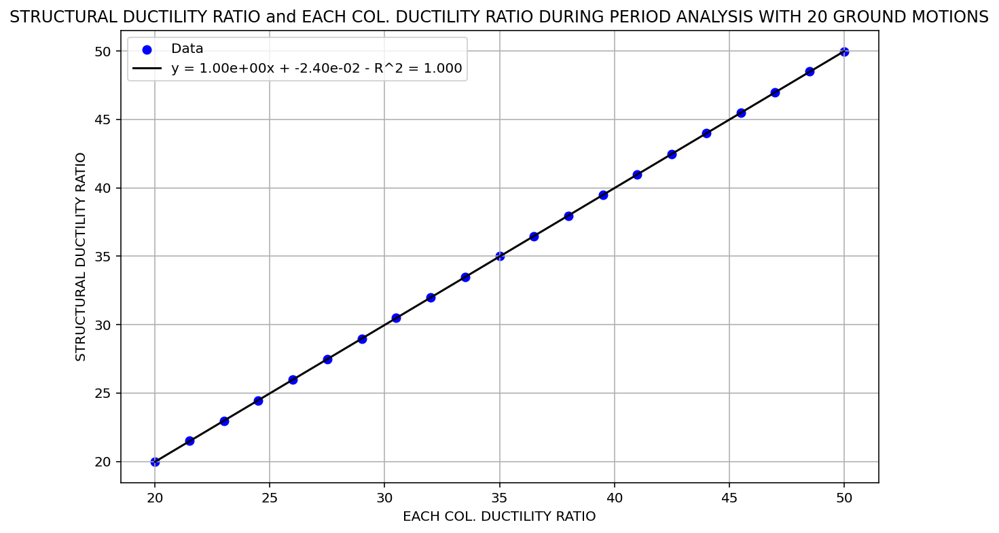 STRUCTURAL DUCTILITY RATIO and EACH COL. DUCTILITY RATIO DURING PERIOD ANALYSIS WITH 20 GROUND MOTIONS
Data
y = 1.00e+00x + -2.40e-02 - R^2 = 1.000
50
45
40
35
30
25
20
STRUCTURAL DUCTILITY RATIO
20 25 30 35 40 45 50
EACH COL. DUCTILITY RATIO